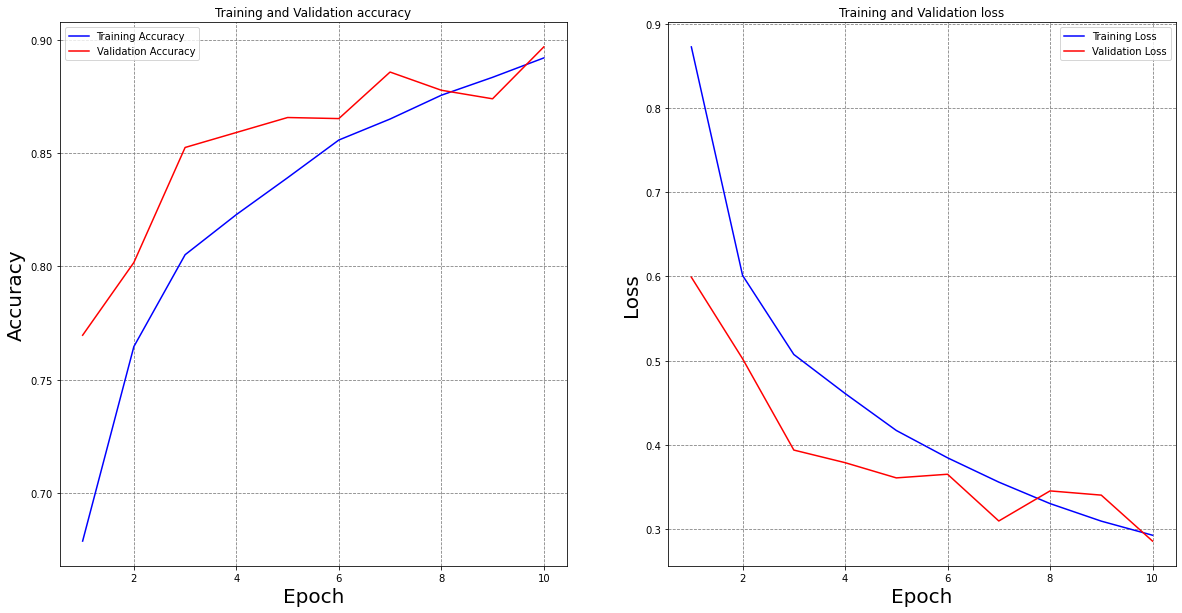 Training and Validation accuracy
Training Accuracy
Validation Accuracy
0.90
0.85
0.80
0.75
0.70
Accuracy
2 4 6 8 10
Epoch
Training and Validation loss
Training Loss
Validation Loss
0.9
0.8
0.7
0.6
0.5
0.4
0.3
Loss
2 4 6 8 10
Epoch